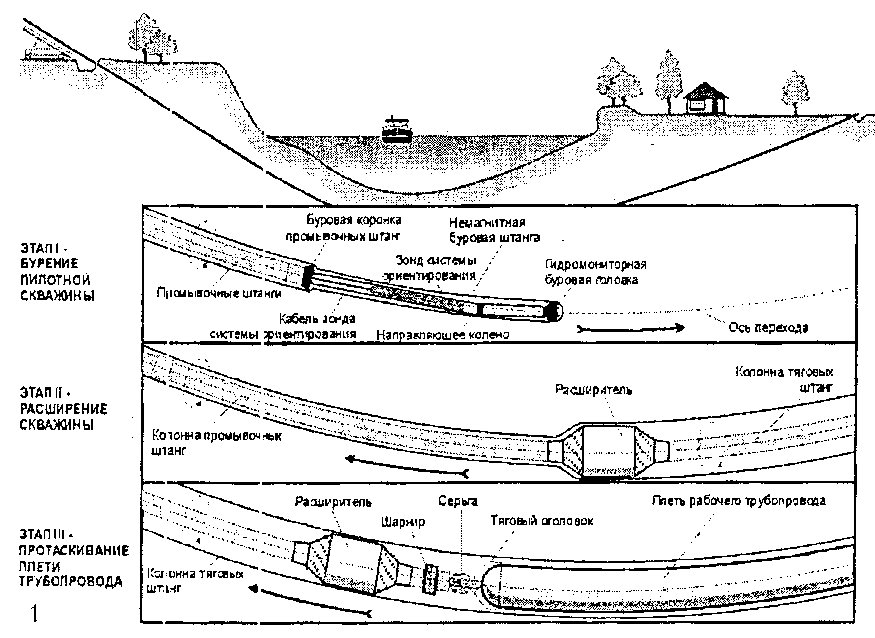 ЭТАП I -
БУРЕНИЕ
ПИЛОТНОЙ
СКВАЖИНЫ
Буровая коронка
промывочных штанг
Немагнитная
буровая штанга
Зонд системы
ориентирования
Гидромониторная
буровая головка
Промывочные штанги
Кабель зонда
системы ориентирования
Направляющее колено
Ось перехода
ЭТАП II -
РАСШИРЕНИЕ
СКВАЖИНЫ
Расширитель
Колонна тяговых
штанг
Колонна промывочных
штанг
ЭТАП III -
ПРОТАСКИВАНИЕ
ПЛЕТИ
ТРУБОПРОВОДА
Расширитель
Шарнир
Серьга
Тяговый оголовок
Плеть рабочего трубопровода
Колонна тяговых
штанг
1